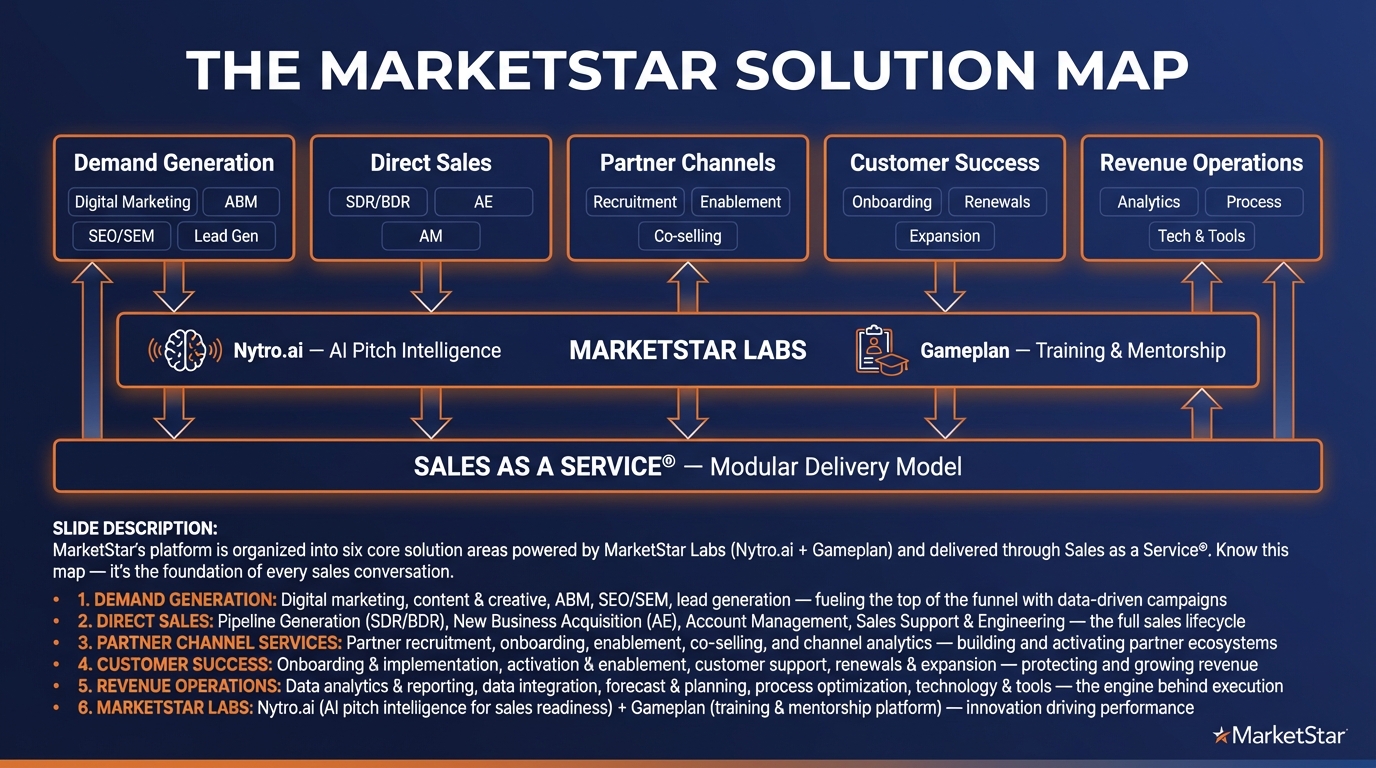 THE MARKETSTAR SOLUTION MAP
Demand Generation
Digital Marketing
ABM
SEO/SEM
Lead Gen
Direct Sales
SDR/BDR
AE
AM
Partner Channels
Recruitment
Enablement
Co-selling
Customer Success
Onboarding
Renewals
Expansion
Revenue Operations
Analytics
Process
Tech & Tools
Nytro.ai — AI Pitch Intelligence
MARKETSTAR LABS
Gameplan — Training & Mentorship
SALES AS A SERVICE® — Modular Delivery Model
SLIDE DESCRIPTION:
MarketStar's platform is organized into six core solution areas powered by MarketStar Labs (Nytro.ai + Gameplan) and delivered through Sales as a Service®. Know this
map — it's the foundation of every sales conversation.
• 1. DEMAND GENERATION: Digital marketing, content & creative, ABM, SEO/SEM, lead generation — fueling the top of the funnel with data-driven campaigns
• 2. DIRECT SALES: Pipeline Generation (SDR/BDR), New Business Acquisition (AE), Account Management, Sales Support & Engineering — the full sales lifecycle
• 3. PARTNER CHANNEL SERVICES: Partner recruitment, onboarding, enablement, co-selling, and channel analytics — building and activating partner ecosystems
• 4. CUSTOMER SUCCESS: Onboarding & implementation, activation & enablement, customer support, renewals & expansion — protecting and growing revenue
• 5. REVENUE OPERATIONS: Data analytics & reporting, data integration, forecast & planning, process optimization, technology & tools — the engine behind execution
• 6. MARKETSTAR LABS: Nytro.ai (AI pitch intelligence for sales readiness) + Gameplan (training & mentorship platform) — innovation driving performance
MarketStar